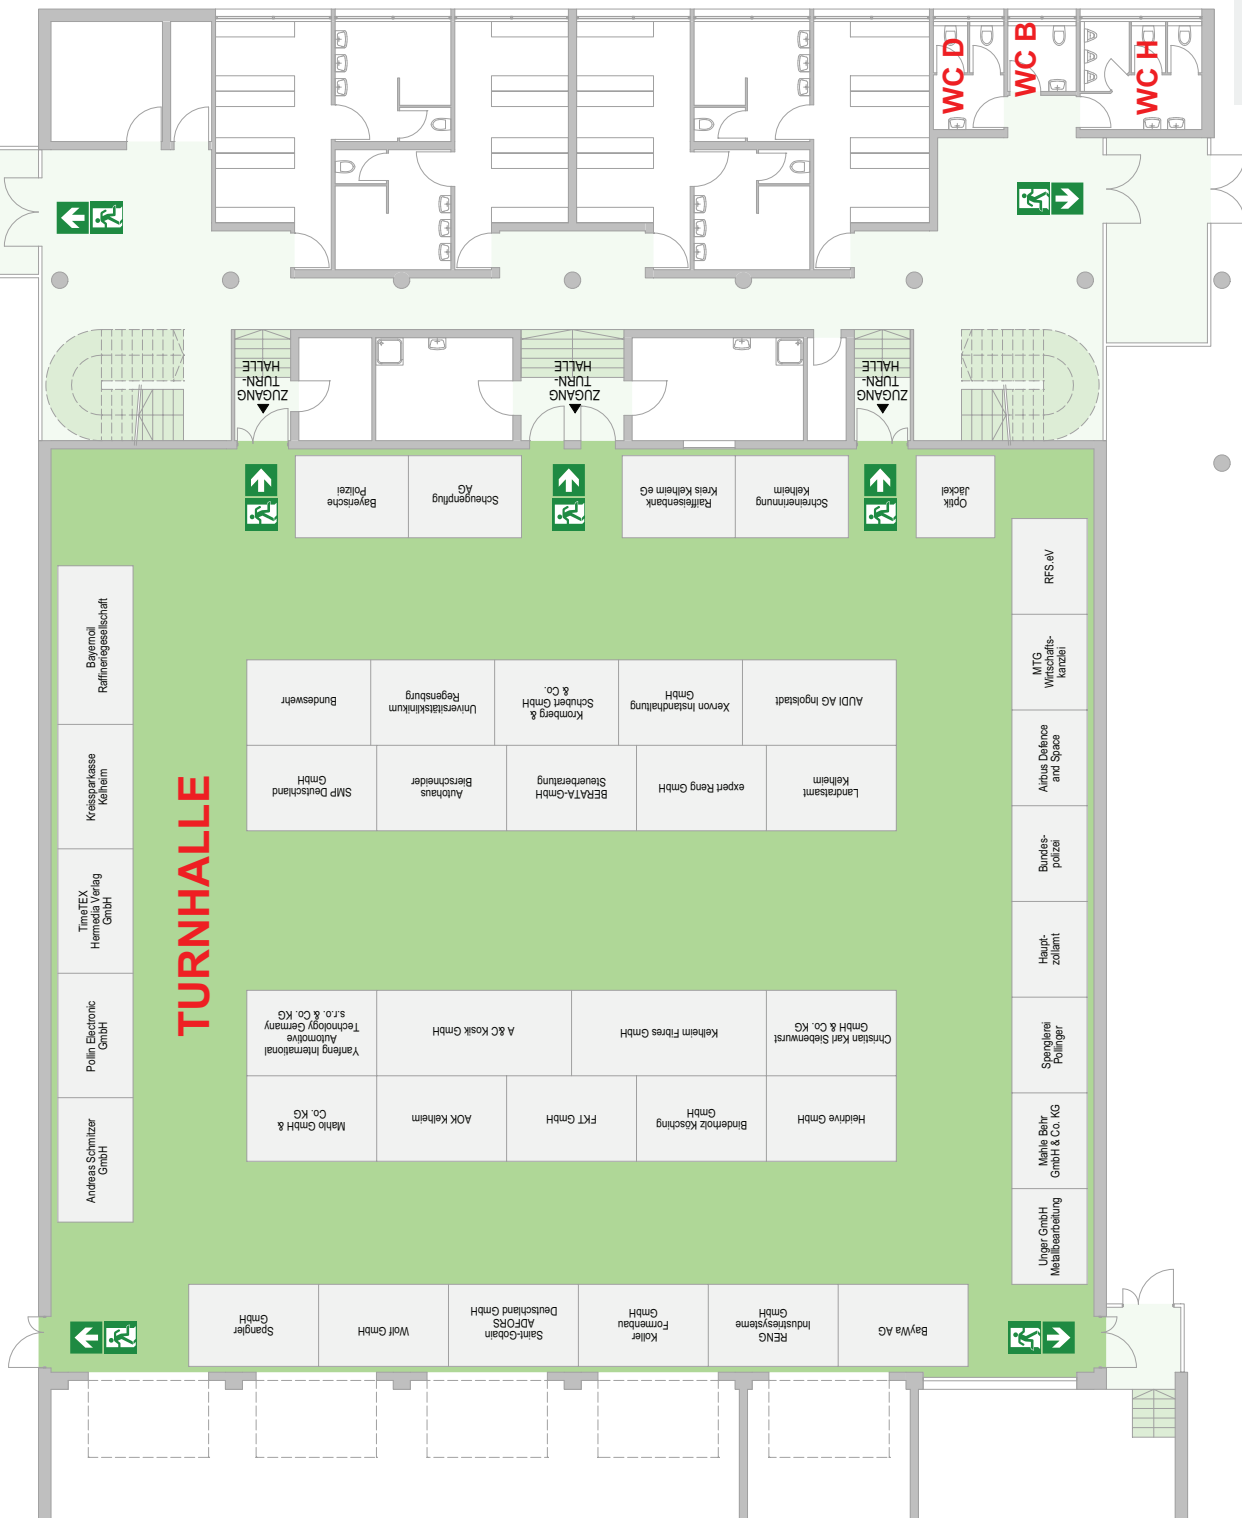 WC D
WC B
WC H
ZUGANG
TURN-
HALLE
ZUGANG
TURN-
HALLE
ZUGANG
TURN-
HALLE
Bayerische
Polizei
Scheugenpflug
AG
Raiffeisenbank
Kreis Kelheim eG
Schreinerinnung
Kelheim
Optik
Jäckel
RFS.eV
MTG
Wirtschafts-
kanzlei
Airbus Defence
and Space
Bundes-
polizei
Haupt-
zollamt
Spenglerei
Pollinger
Mahle Behr
GmbH & Co. KG
Unger GmbH
Metallbearbeitung
Bayernoil
Raffineriegesellschaft
Kreissparkasse
Kelheim
TimeTEX
Hermedia Verlag
GmbH
Pollin Electronic
GmbH
Andreas Schmitzer
GmbH
TURNHALLE
Bundeswehr
Universitätsklinikum
Regensburg
Kromberg &
Schubert GmbH
& Co.
Xervon Instandhaltung
GmbH
AUDI AG Ingolstadt
SMP Deutschland
GmbH
Autohaus
Bierschneider
BERATA-GmbH
Steuerberatung
expert Reng GmbH
Landratsamt
Kelheim
Yanfeng International
Automotive
Technology Germany
s.r.o. & Co. KG
A &C Kosik GmbH
Kelheim Fibres GmbH
Christian Karl Siebenwurst
GmbH & Co. KG
Mahlo GmbH &
Co. KG
AOK Kelheim
FKT GmbH
Binderholz Kösching
GmbH
Heidrive GmbH
Spangler
GmbH
Wolf GmbH
Saint-Gobain
ADFORS
Deutschland GmbH
Koller
Formenbau
GmbH
RENG
Industriesysteme
GmbH
BayWa AG